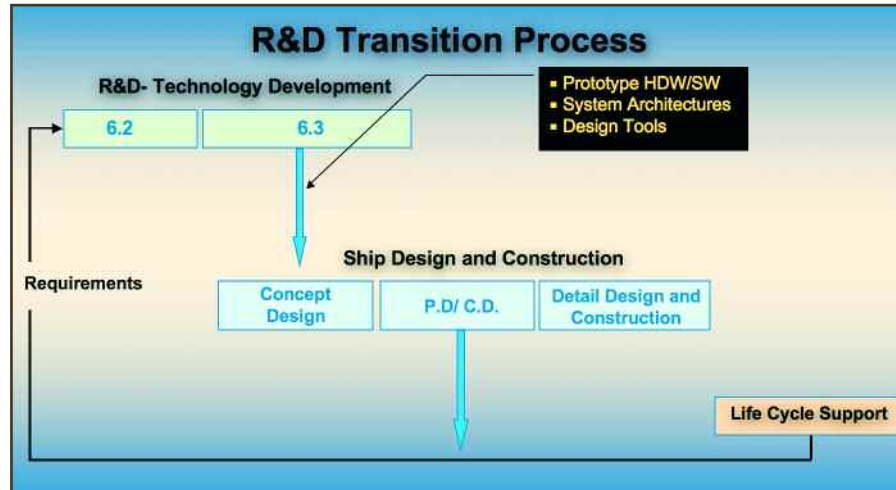 R&D Transition Process
R&D- Technology Development
▪ Prototype HDW/SW
▪ System Architectures
▪ Design Tools
6.2
6.3
Ship Design and Construction
Requirements
Concept
Design
P.D/ C.D.
Detail Design and
Construction
Life Cycle Support